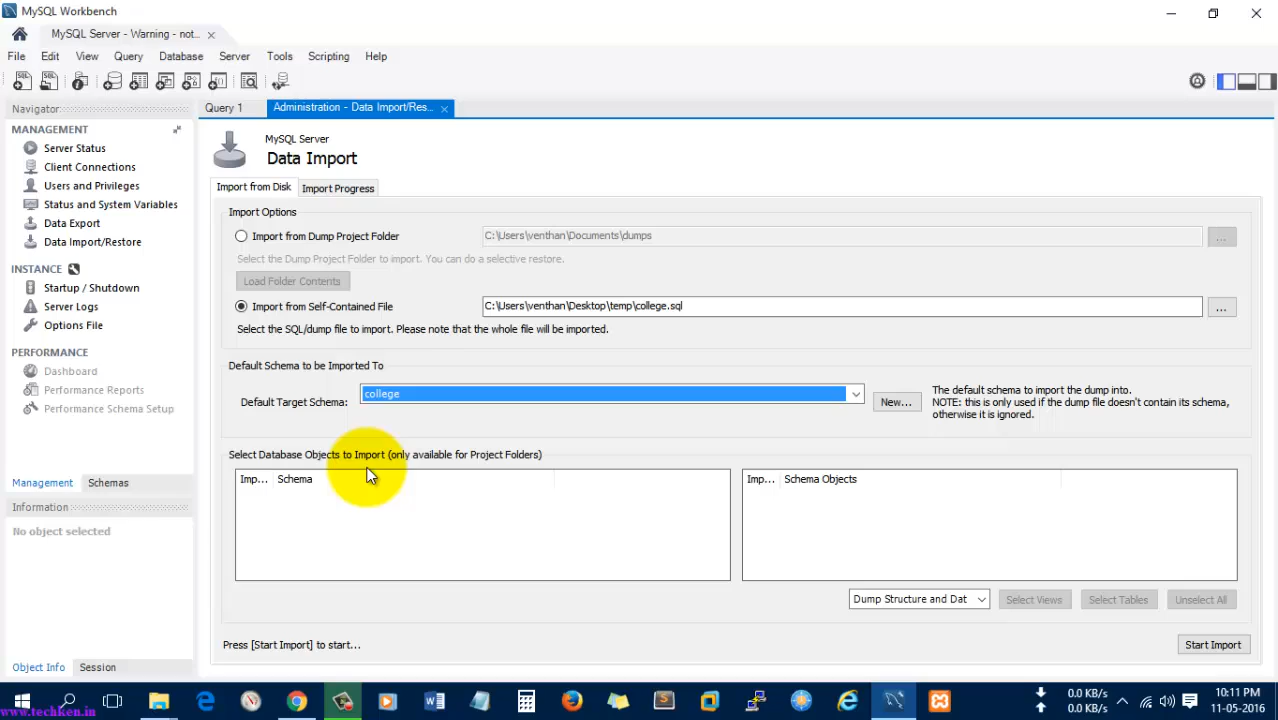 MySQL Workbench
MySQL Server - Warning - not...
File Edit View Query Database Server Tools Scripting Help
Navigator
Query 1
Administration - Data Import/Res...
MANAGEMENT
Server Status
Client Connections
Users and Privileges
Status and System Variables
Data Export
Data Import/Restore
INSTANCE
Startup / Shutdown
Server Logs
Options File
PERFORMANCE
Dashboard
Performance Reports
Performance Schema Setup
Management Schemas
Information
No object selected
Object Info Session
MySQL Server
Data Import
Import from Disk Import Progress
Import Options
Import from Dump Project Folder C:\Users\venthan\Documents\dumps ...
Select the Dump Project Folder to import. You can do a selective restore.
Load Folder Contents
Import from Self-Contained File C:\Users\venthan\Desktop\temp\college.sql ...
Select the SQL/dump file to import. Please note that the whole file will be imported.
Default Schema to be Imported To
Default Target Schema: college New...
The default schema to import the dump into.
NOTE: this is only used if the dump file doesn't contain its schema,
otherwise it is ignored.
Select Database Objects to Import (only available for Project Folders)
Imp... Schema
Imp... Schema Objects
Dump Structure and Dat Select Views Select Tables Unselect All
Press [Start Import] to start...
Start Import
www.techken.in
0.0 KB/s
0.0 KB/s
10:11 PM
11-05-2016